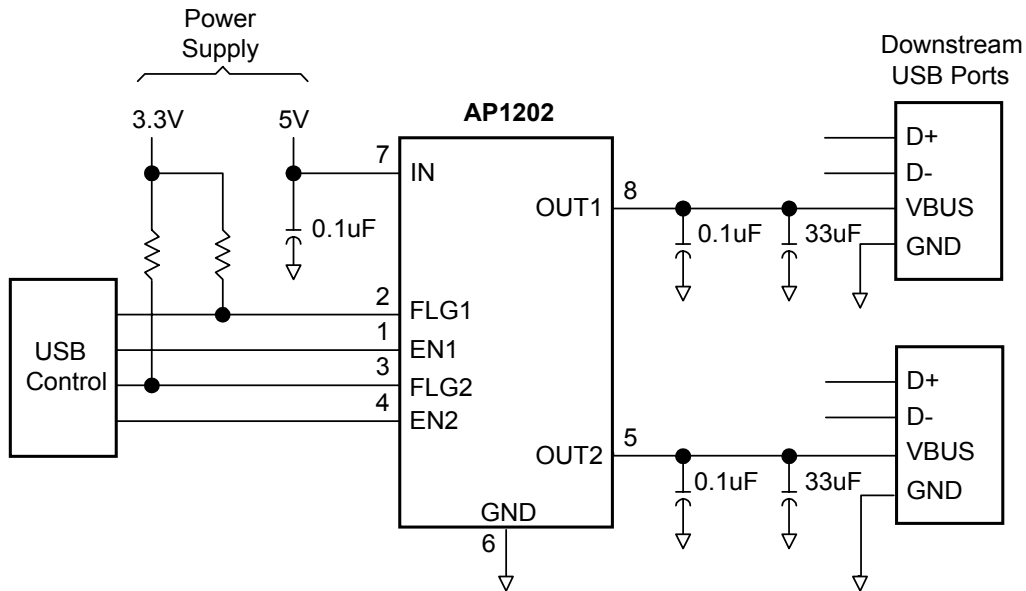 Power
Supply
3.3V
5V
AP1202
Downstream
USB Ports
7
IN
0.1uF
OUT1
8
0.1uF
33uF
D+
D-
VBUS
GND
USB
Control
2
FLG1
1
EN1
3
FLG2
4
EN2
OUT2
5
0.1uF
33uF
D+
D-
VBUS
GND
GND
6